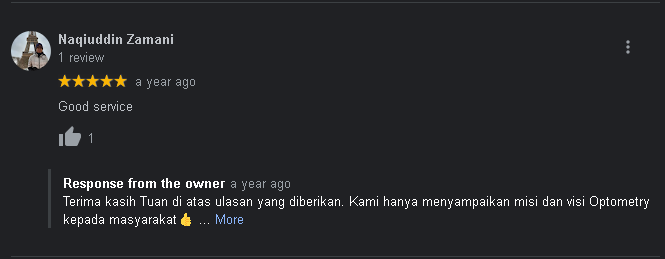 Naqiuddin Zamani
1 review
a year ago
Good service
1
Response from the owner a year ago
Terima kasih Tuan di atas ulasan yang diberikan. Kami hanya menyampaikan misi dan visi Optometry
kepada masyarakat👍 ... More